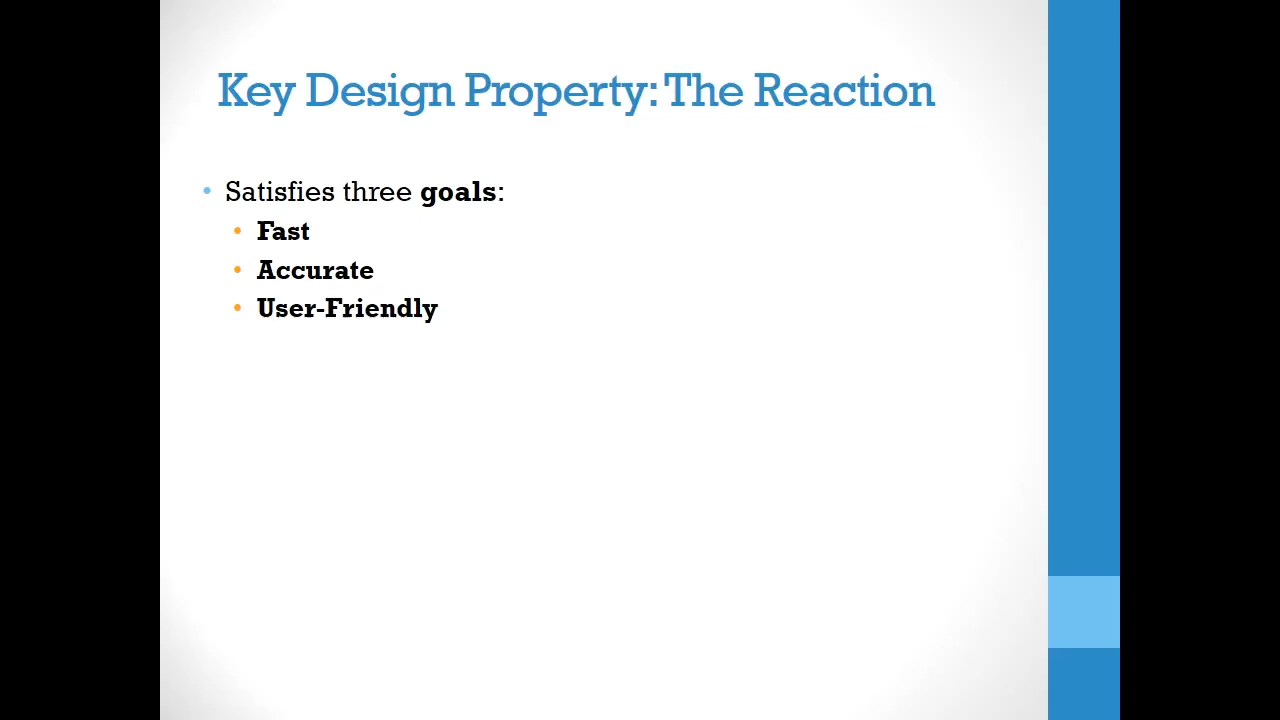 Key Design Property: The Reaction
• Satisfies three goals:
• Fast
• Accurate
• User-Friendly